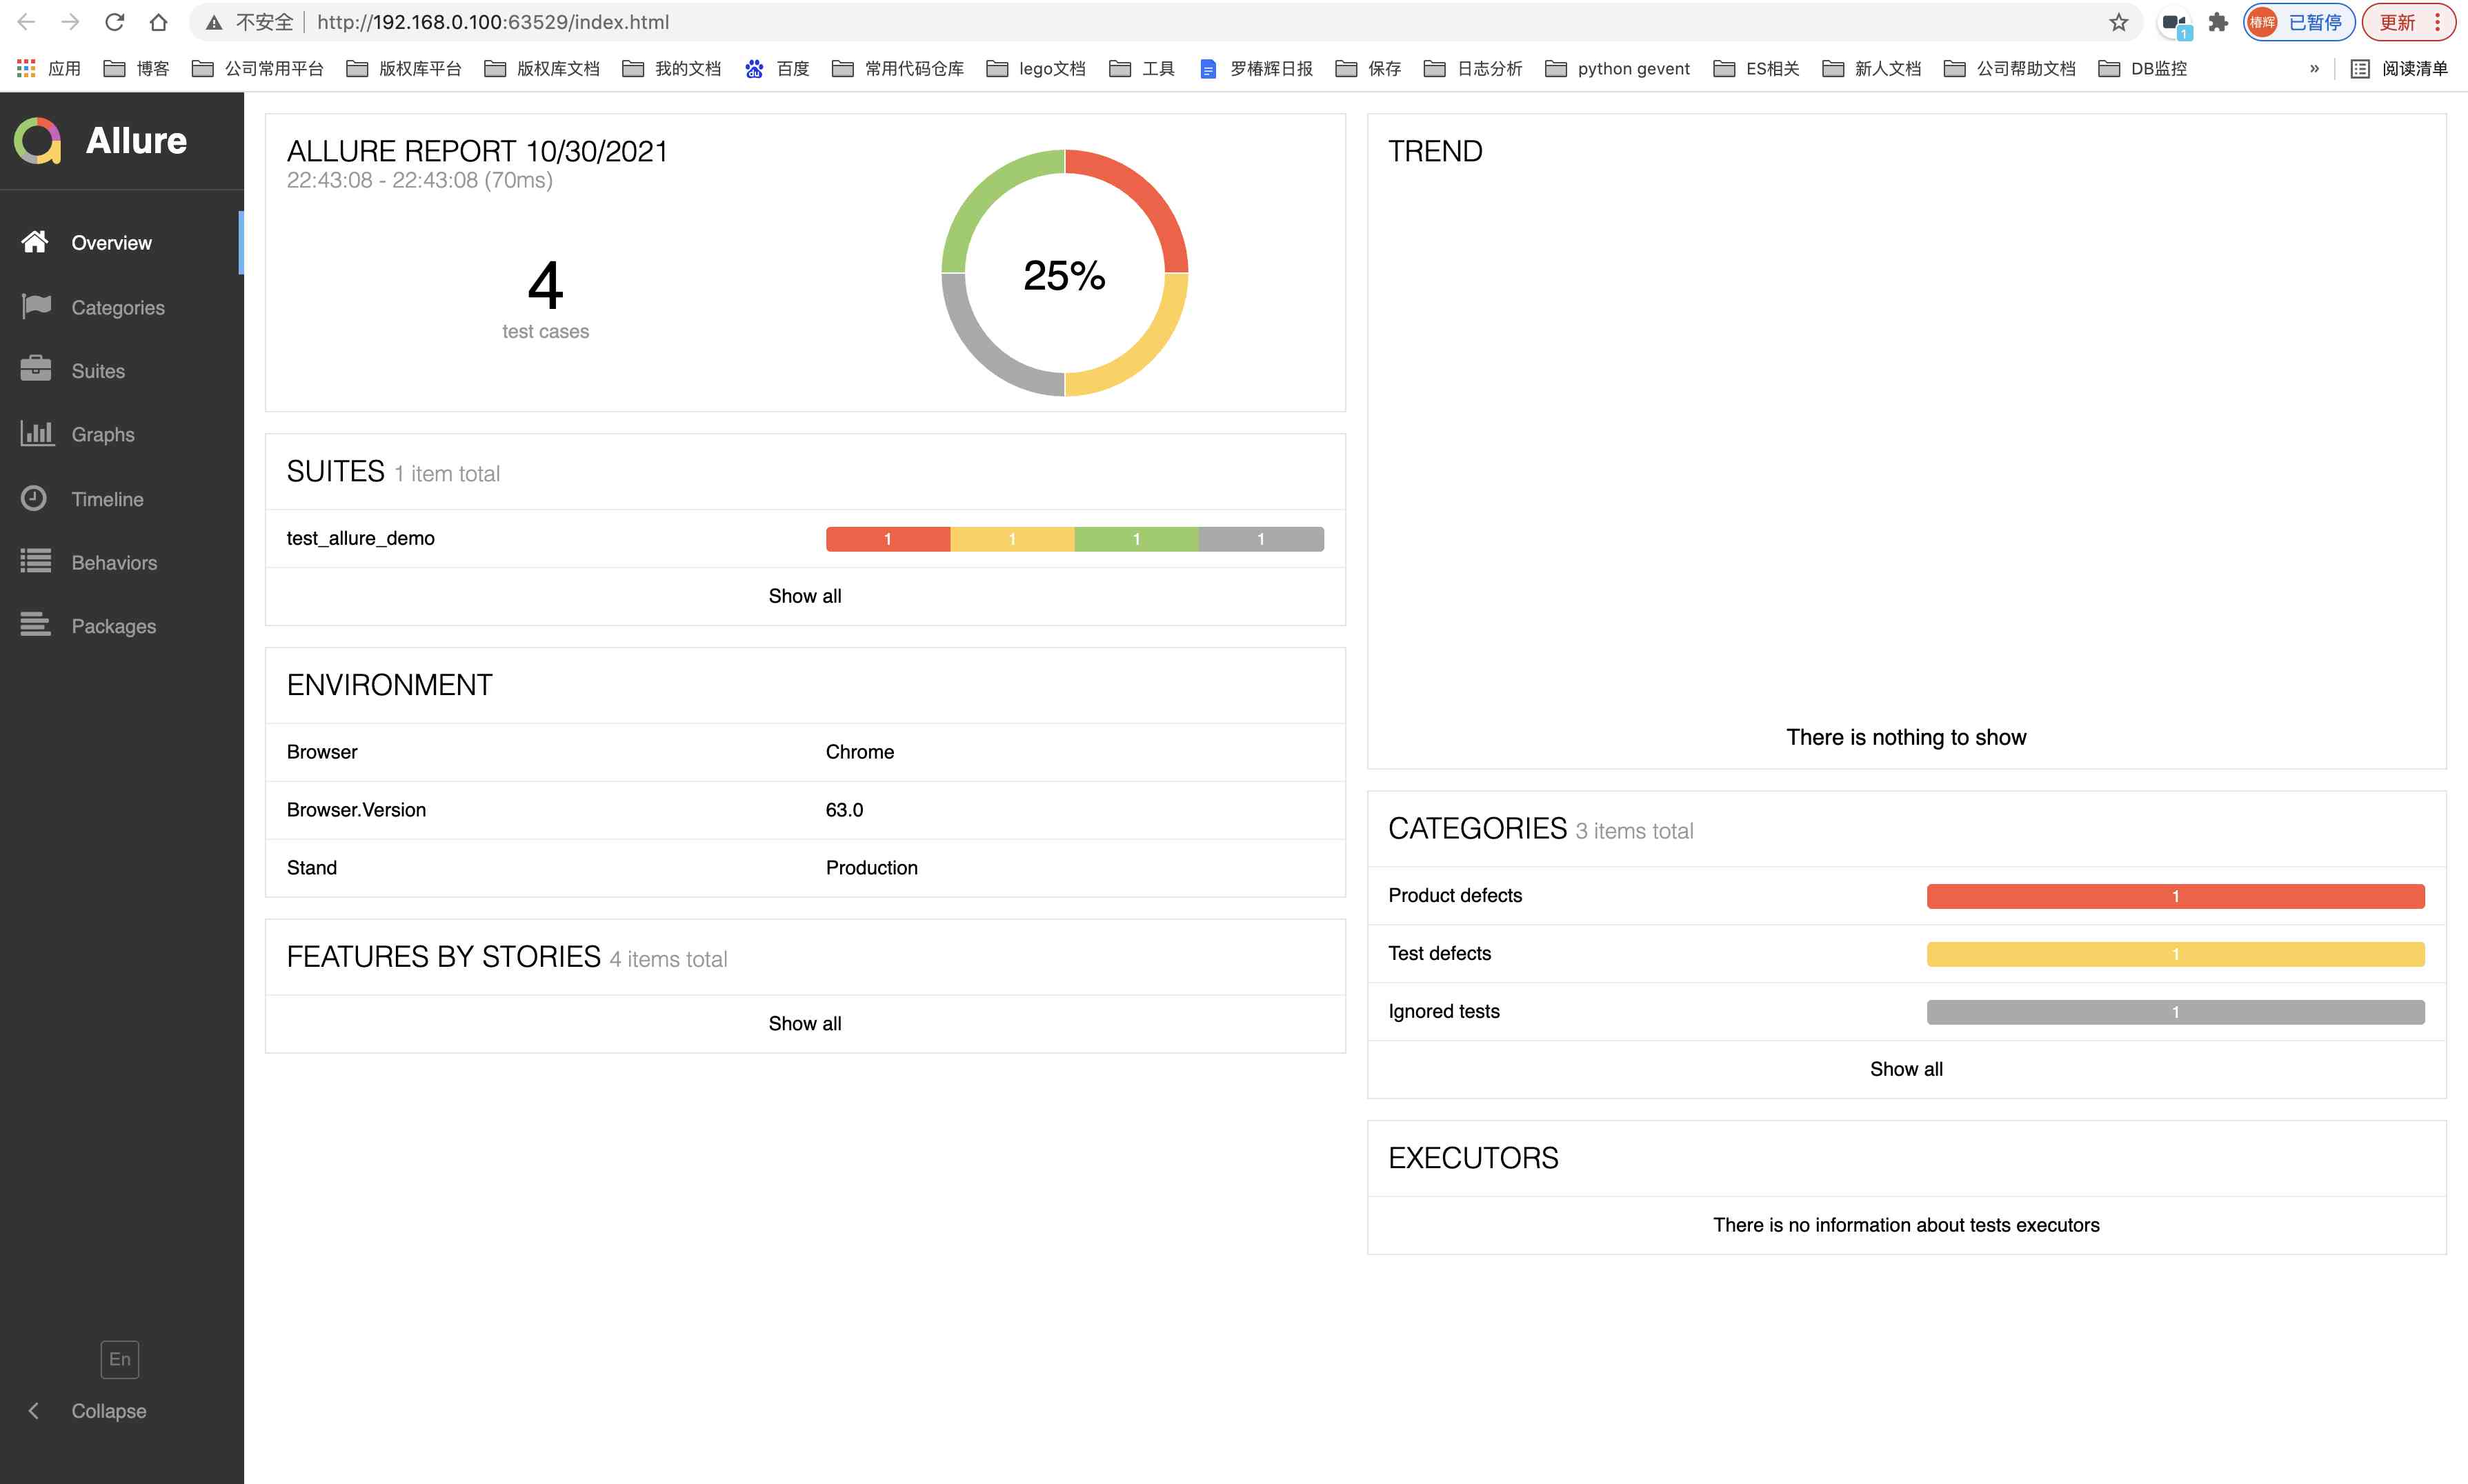 不安全 http://192.168.0.100:63529/index.html 1 椿辉 已暂停 更新
应用 博客 公司常用平台 版权库平台 版权库文档 我的文档 du 百度 常用代码仓库 lego文档 工具 罗椿辉日报 保存 日志分析 python gevent ES相关 新人文档 公司帮助文档 DB监控 » 阅读清单
Allure
Overview
Categories
Suites
Graphs
Timeline
Behaviors
Packages
En
Collapse
ALLURE REPORT 10/30/2021
22:43:08 - 22:43:08 (70ms)
4
test cases
25%
SUITES 1 item total
test_allure_demo 1 1 1 1
Show all
ENVIRONMENT
Browser Chrome
Browser.Version 63.0
Stand Production
FEATURES BY STORIES 4 items total
Show all
TREND
There is nothing to show
CATEGORIES 3 items total
Product defects 1
Test defects 1
Ignored tests 1
Show all
EXECUTORS
There is no information about tests executors